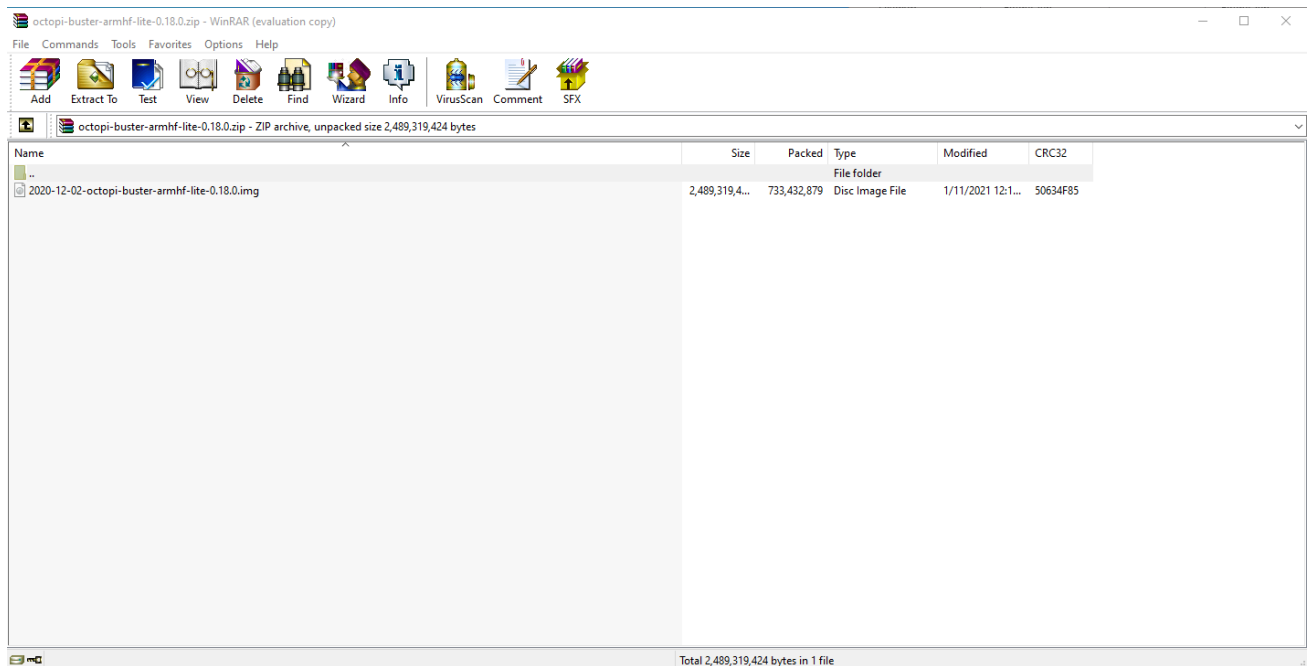 octopi-buster-armhf-lite-0.18.0.zip - WinRAR (evaluation copy)
File Commands Tools Favorites Options Help
Add Extract To Test View Delete Find Wizard Info VirusScan Comment SFX
octopi-buster-armhf-lite-0.18.0.zip - ZIP archive, unpacked size 2,489,319,424 bytes
Name Size Packed Type Modified CRC32
.. File folder
2020-12-02-octopi-buster-armhf-lite-0.18.0.img 2,489,319,4... 733,432,879 Disc Image File 1/11/2021 12:1... 50634F85
Total 2,489,319,424 bytes in 1 file